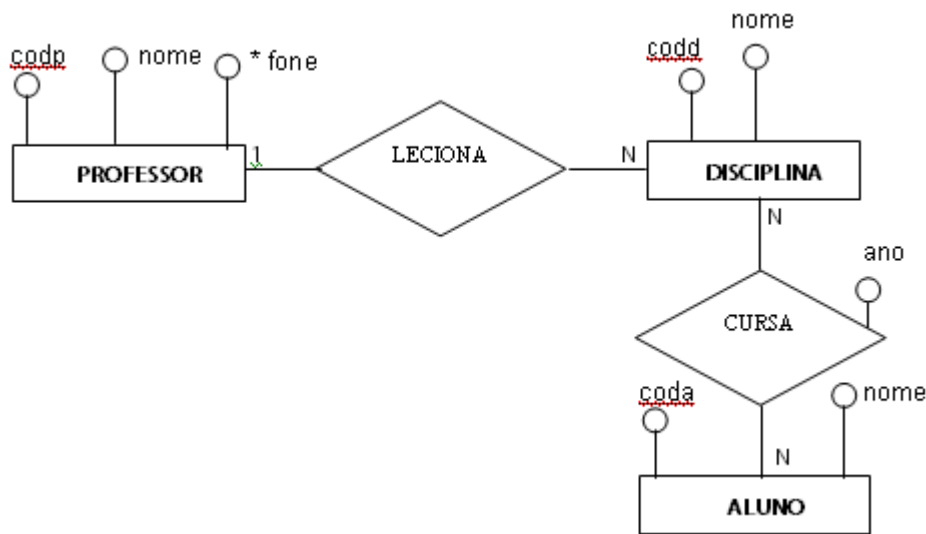 nome
codp
nome
* fone
codd
PROFESSOR
1
LECIONA
N
DISCIPLINA
N
ano
CURSA
coda
nome
N
ALUNO